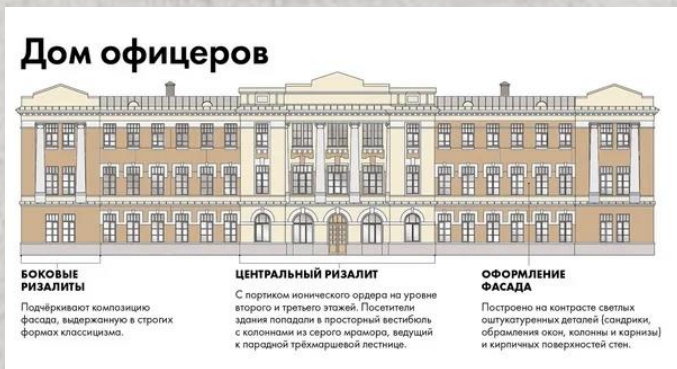 Дом офицеров
БОКОВЫЕ
РИЗАЛИТЫ
Подчёркивают композицию
фасада, выдержанную в строгих
формах классицизма.
ЦЕНТРАЛЬНЫЙ РИЗАЛИТ
С портиком ионического ордера на уровне
второго и третьего этажей. Посетители
здания попадали в просторный вестибюль
с колоннами из серого мрамора, ведущий
к парадной трёхмаршевой лестнице.
ОФОРМЛЕНИЕ
ФАСАДА
Построено на контрасте светлых
оштукатуренных деталей (сандрики,
обрамления окон, колонны и карнизы)
и кирпичных поверхностей стен.